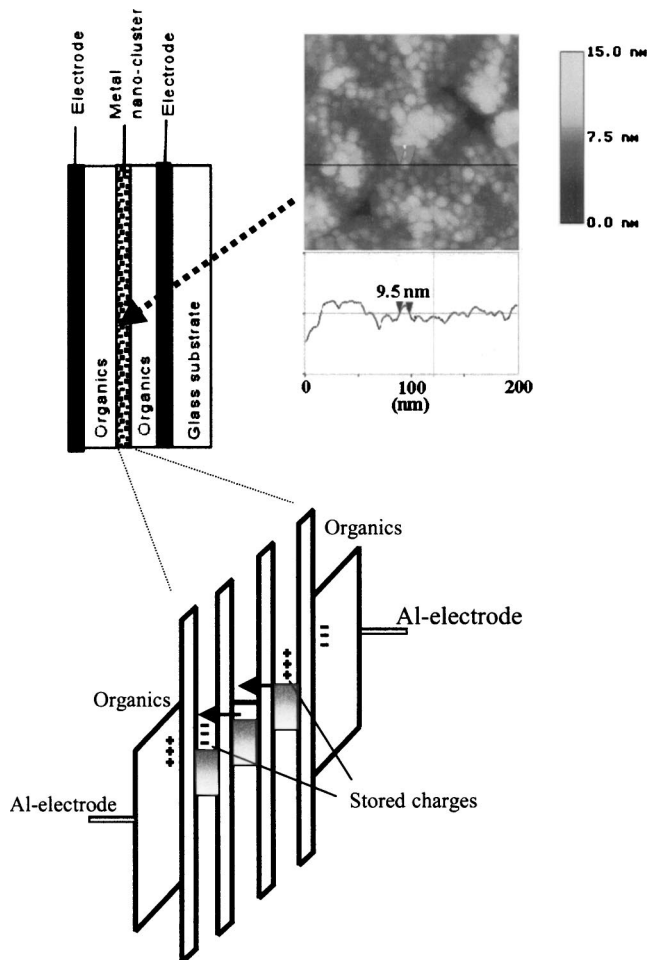 Electrode
Metal
nano-cluster
Electrode
15.0 nm
7.5 nm
0.0 nm
Organics
Organics
Glass substrate
9.5 nm
0
100
200
(nm)
Organics
Al-electrode
+++
---
Organics
+++
---
Al-electrode
Stored charges